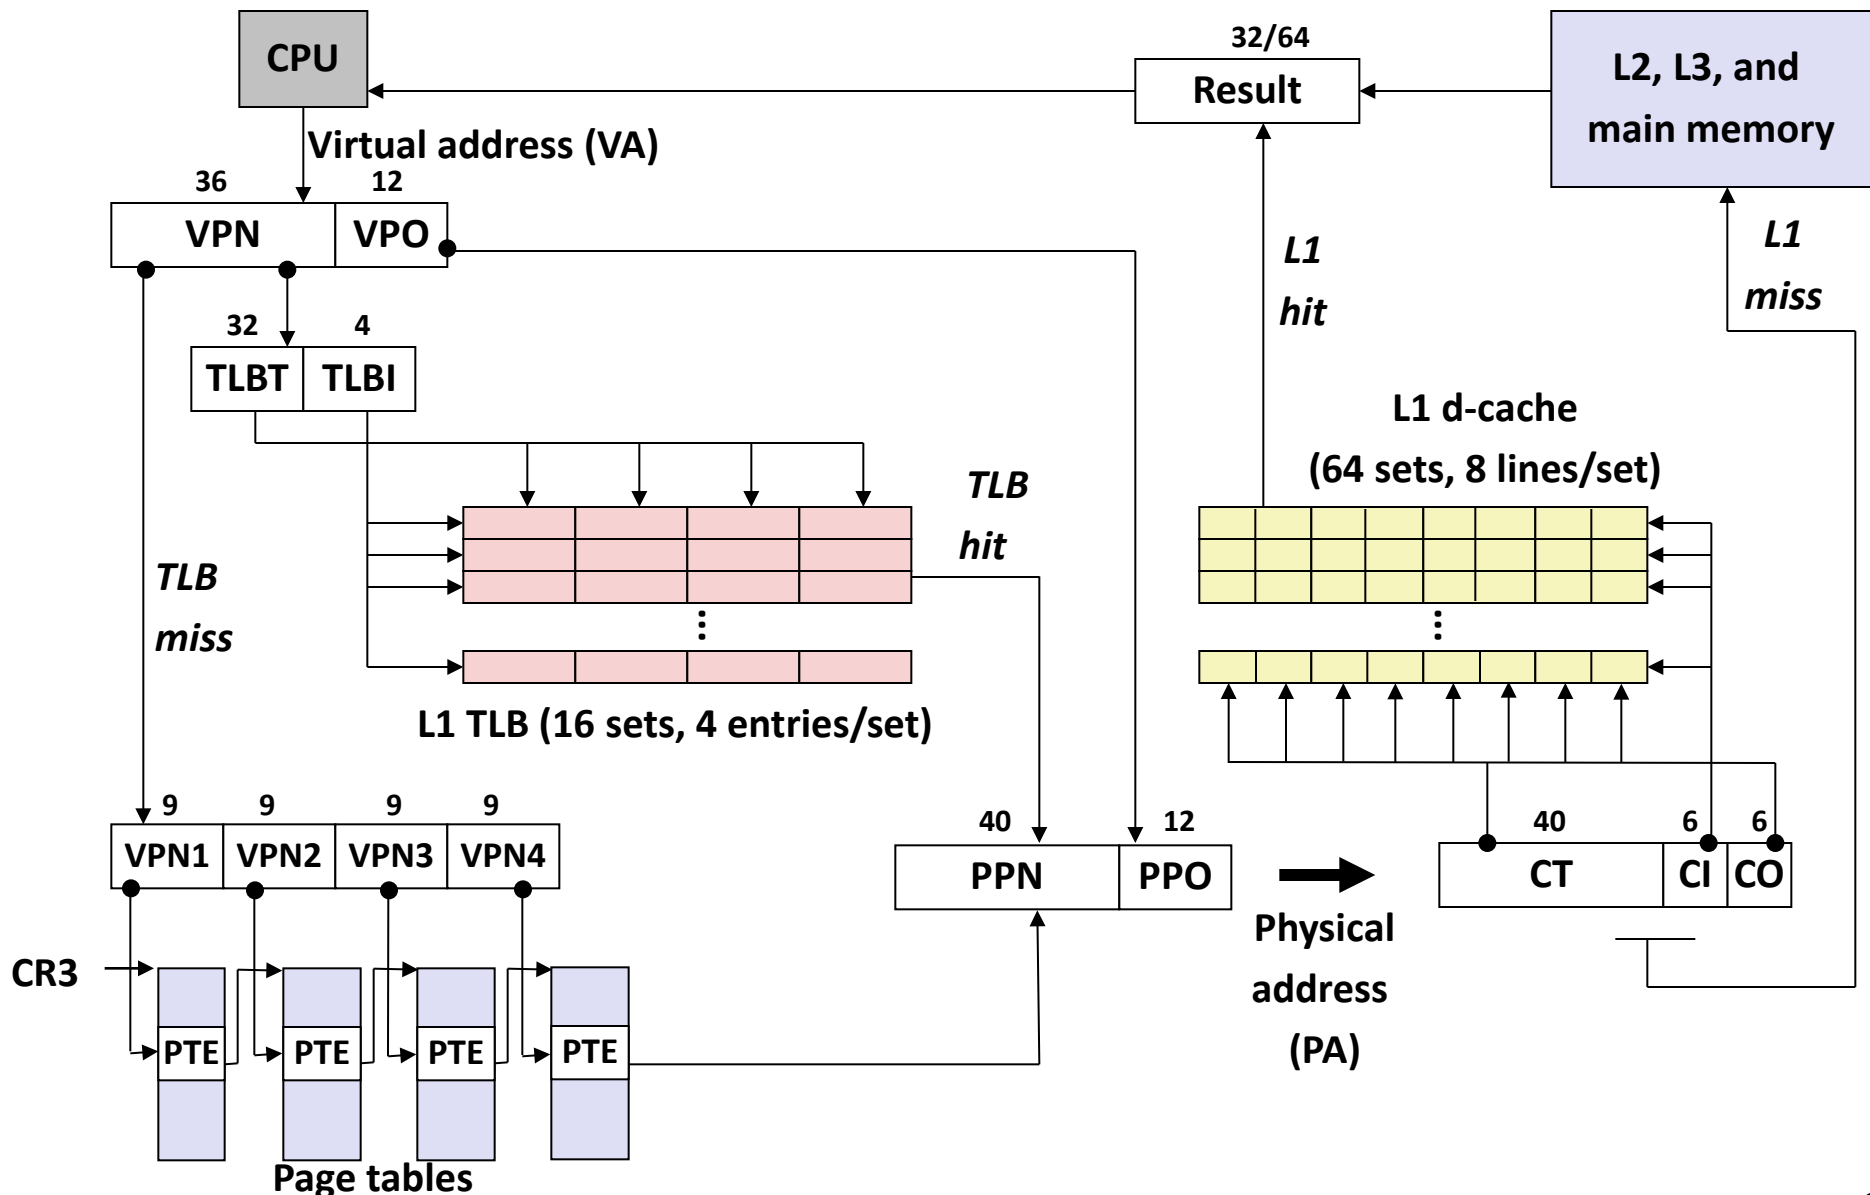 CPU
32/64
Result
L2, L3, and
main memory
Virtual address (VA)
36 12
VPN VPO
L1
hit
L1
miss
32 4
TLBT TLBI
L1 d-cache
(64 sets, 8 lines/set)
TLB
hit
TLB
miss
...
...
L1 TLB (16 sets, 4 entries/set)
9 9 9 9
VPN1 VPN2 VPN3 VPN4
40 12
PPN PPO
40 6 6
CT CI CO
Physical
address
(PA)
CR3
PTE PTE PTE PTE
Page tables